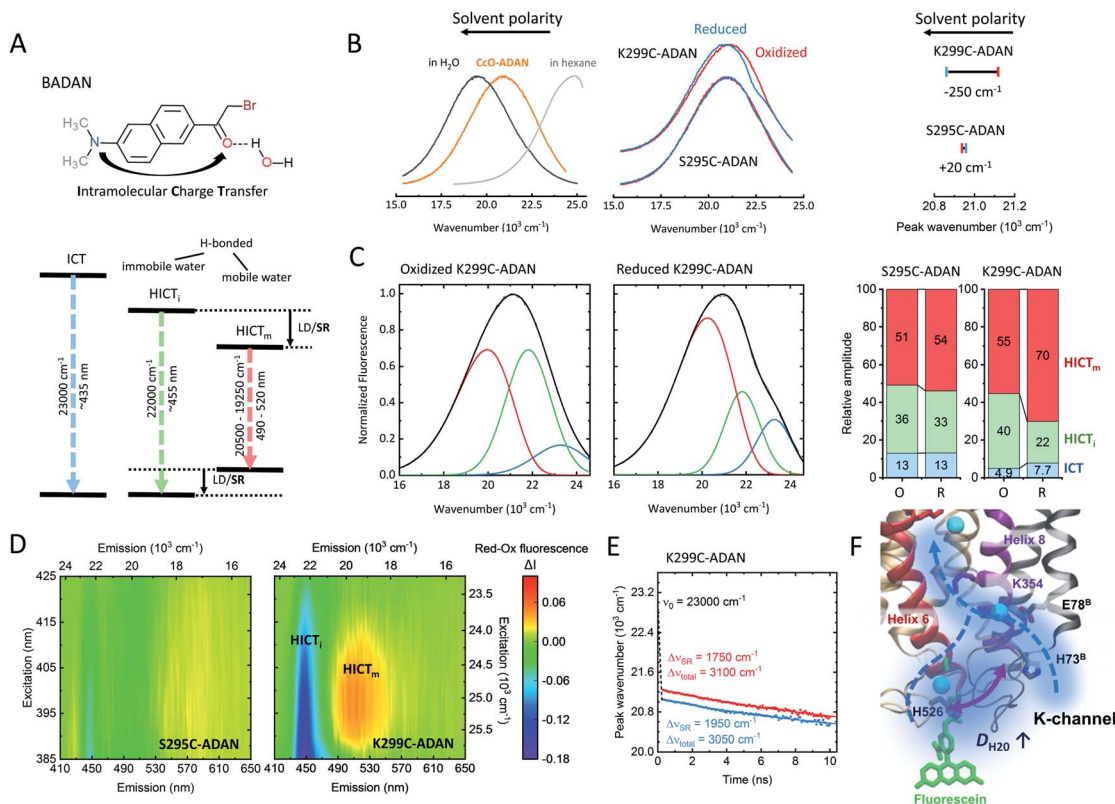 A
BADAN
H3C
N
CH3
Br
O
H
O
H
Intramolecular Charge Transfer
H-bonded
immobile water
mobile water
ICT
HICTi
HICTm
LD/SR
LD/SR
23000 cm-1
~435 nm
22000 cm-1
~455 nm
20500 - 19250 cm-1
490 - 520 nm
B
Solvent polarity
in H2O
CcO-ADAN
in hexane
15.0 17.5 20.0 22.5 25.0
Wavenumber (10³ cm-1)
Reduced
K299C-ADAN
Oxidized
S295C-ADAN
15.0 17.5 20.0 22.5 25.0
Wavenumber (10³ cm-1)
Solvent polarity
K299C-ADAN
-250 cm-1
S295C-ADAN
+20 cm-1
20.8 21.2
Peak wavenumber (10³ cm-1)
C
Oxidized K299C-ADAN
Normalized Fluorescence
1.0
0.8
0.6
0.4
0.2
0.0
16 18 20 22 24
Wavenumber (10³ cm-1)
Reduced K299C-ADAN
16 18 20 22 24
Wavenumber (10³ cm-1)
S295C-ADAN K299C-ADAN
Relative amplitude
100 100
80 80
60 60
40 40
20 20
0 0
51 54 55 70
36 33 40 22
13 13 4.9 7.7
O R O R
HICTm
HICTi
ICT
D
Emission (10³ cm-1)
24 22 20 18 16
Excitation (nm)
425
415
405
395
385
S295C-ADAN
410 450 490 530 570 610 650
Emission (nm)
Emission (10³ cm-1)
24 22 20 18 16
HICTi
HICTm
K299C-ADAN
23.5
24.0
24.5
25.0
25.5
Excitation (10³ cm-1)
410 450 490 530 570 610 650
Emission (nm)
Red-Ox fluorescence
ΔI
0.06
0.00
-0.06
-0.12
-0.18
E
K299C-ADAN
Peak wavenumber (10³ cm-1)
23.6
22.8
22.0
21.2
20.4
20.0
ν0 = 23000 cm-1
ΔνSR = 1750 cm-1
Δνtotal = 3100 cm-1
ΔνSR = 1950 cm-1
Δνtotal = 3050 cm-1
0 2 4 6 8 10
Time (ns)
F
Helix 8
K354
E78B
Helix 6
H73B
H526
K-channel
DH20 ↑
Fluorescein